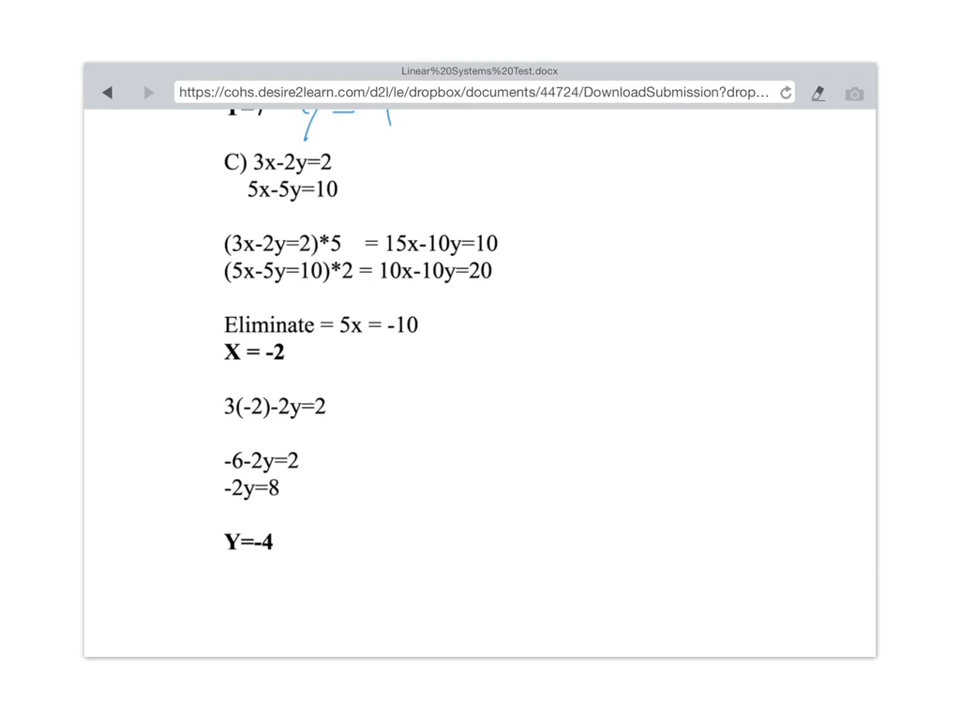 Linear%20Systems%20Test.docx
https://cohs.desire2learn.com/d2l/le/dropbox/documents/44724/DownloadSubmission?drop...
C) 3x-2y=2
5x-5y=10
(3x-2y=2)*5 = 15x-10y=10
(5x-5y=10)*2 = 10x-10y=20
Eliminate = 5x = -10
X = -2
3(-2)-2y=2
-6-2y=2
-2y=8
Y=-4